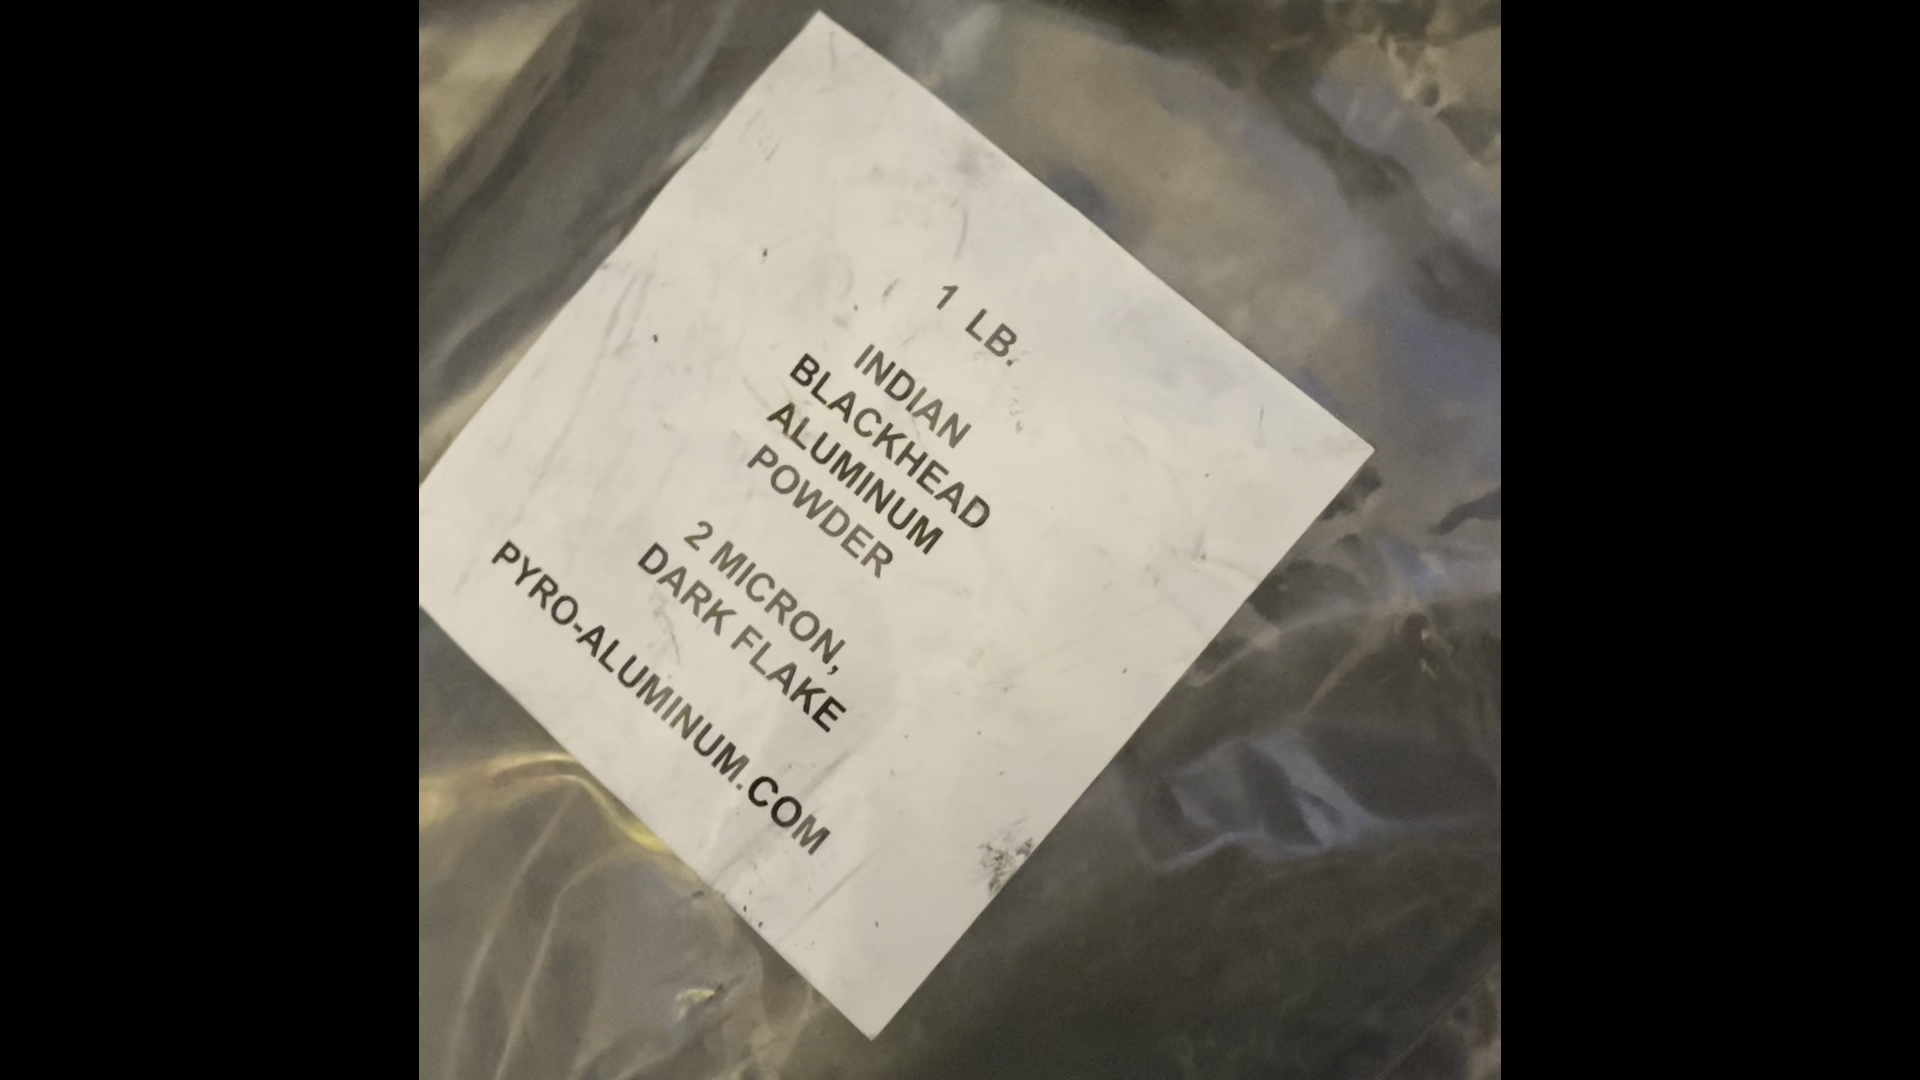 1 LB.
INDIAN
BLACKHEAD
ALUMINUM
POWDER
2 MICRON,
DARK FLAKE
PYRO-ALUMINUM.COM